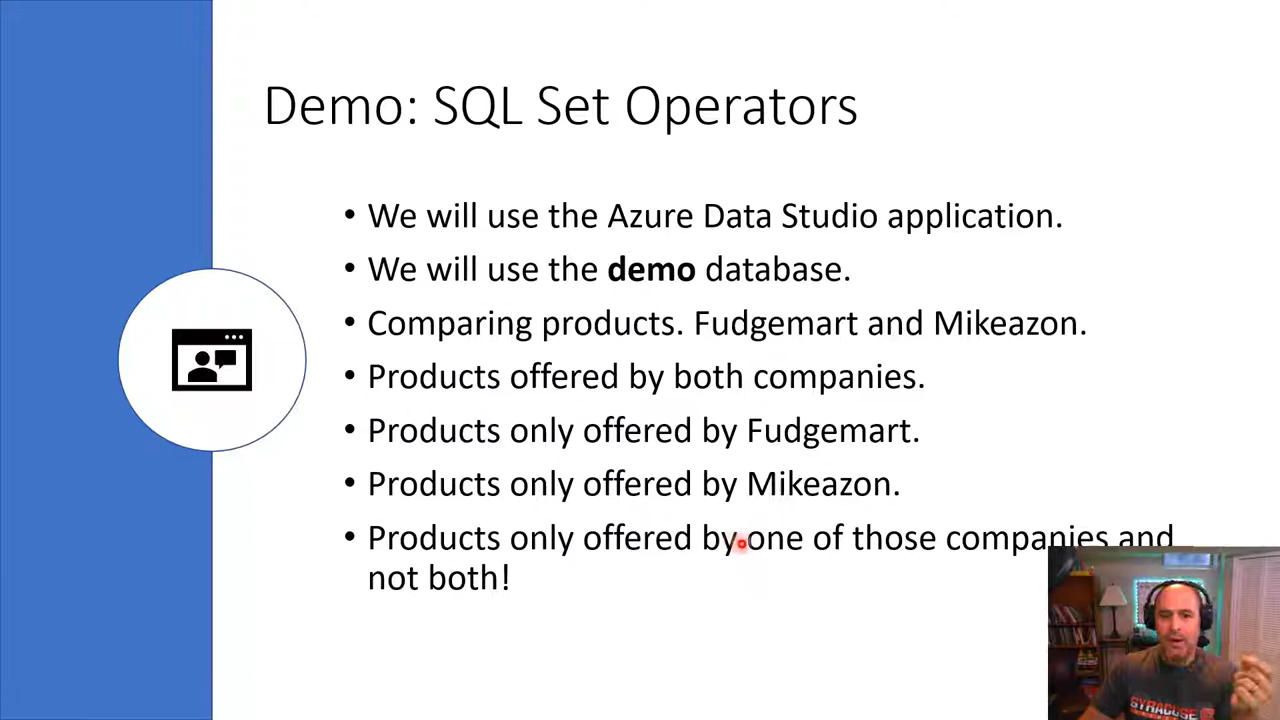 Demo: SQL Set Operators
• We will use the Azure Data Studio application.
• We will use the demo database.
• Comparing products. Fudgemart and Mikeazon.
• Products offered by both companies.
• Products only offered by Fudgemart.
• Products only offered by Mikeazon.
• Products only offered by one of those companies and
not both!
SYRACUSE